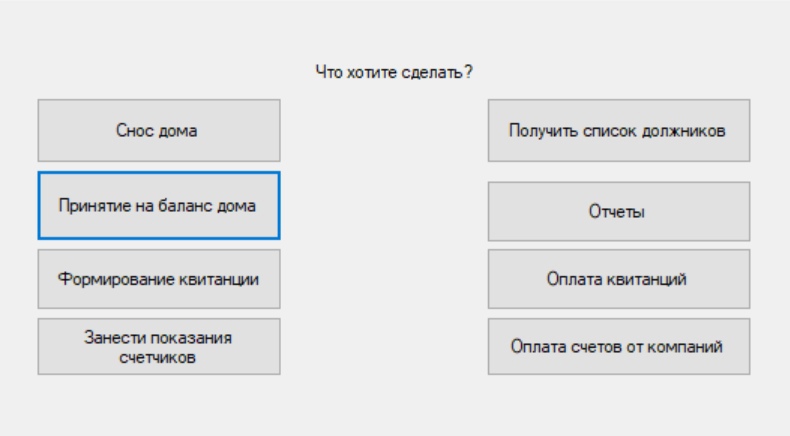 Что хотите сделать?
Снос дома
Получить список должников
Принятие на баланс дома
Отчеты
Формирование квитанции
Оплата квитанций
Занести показания
счетчиков
Оплата счетов от компаний